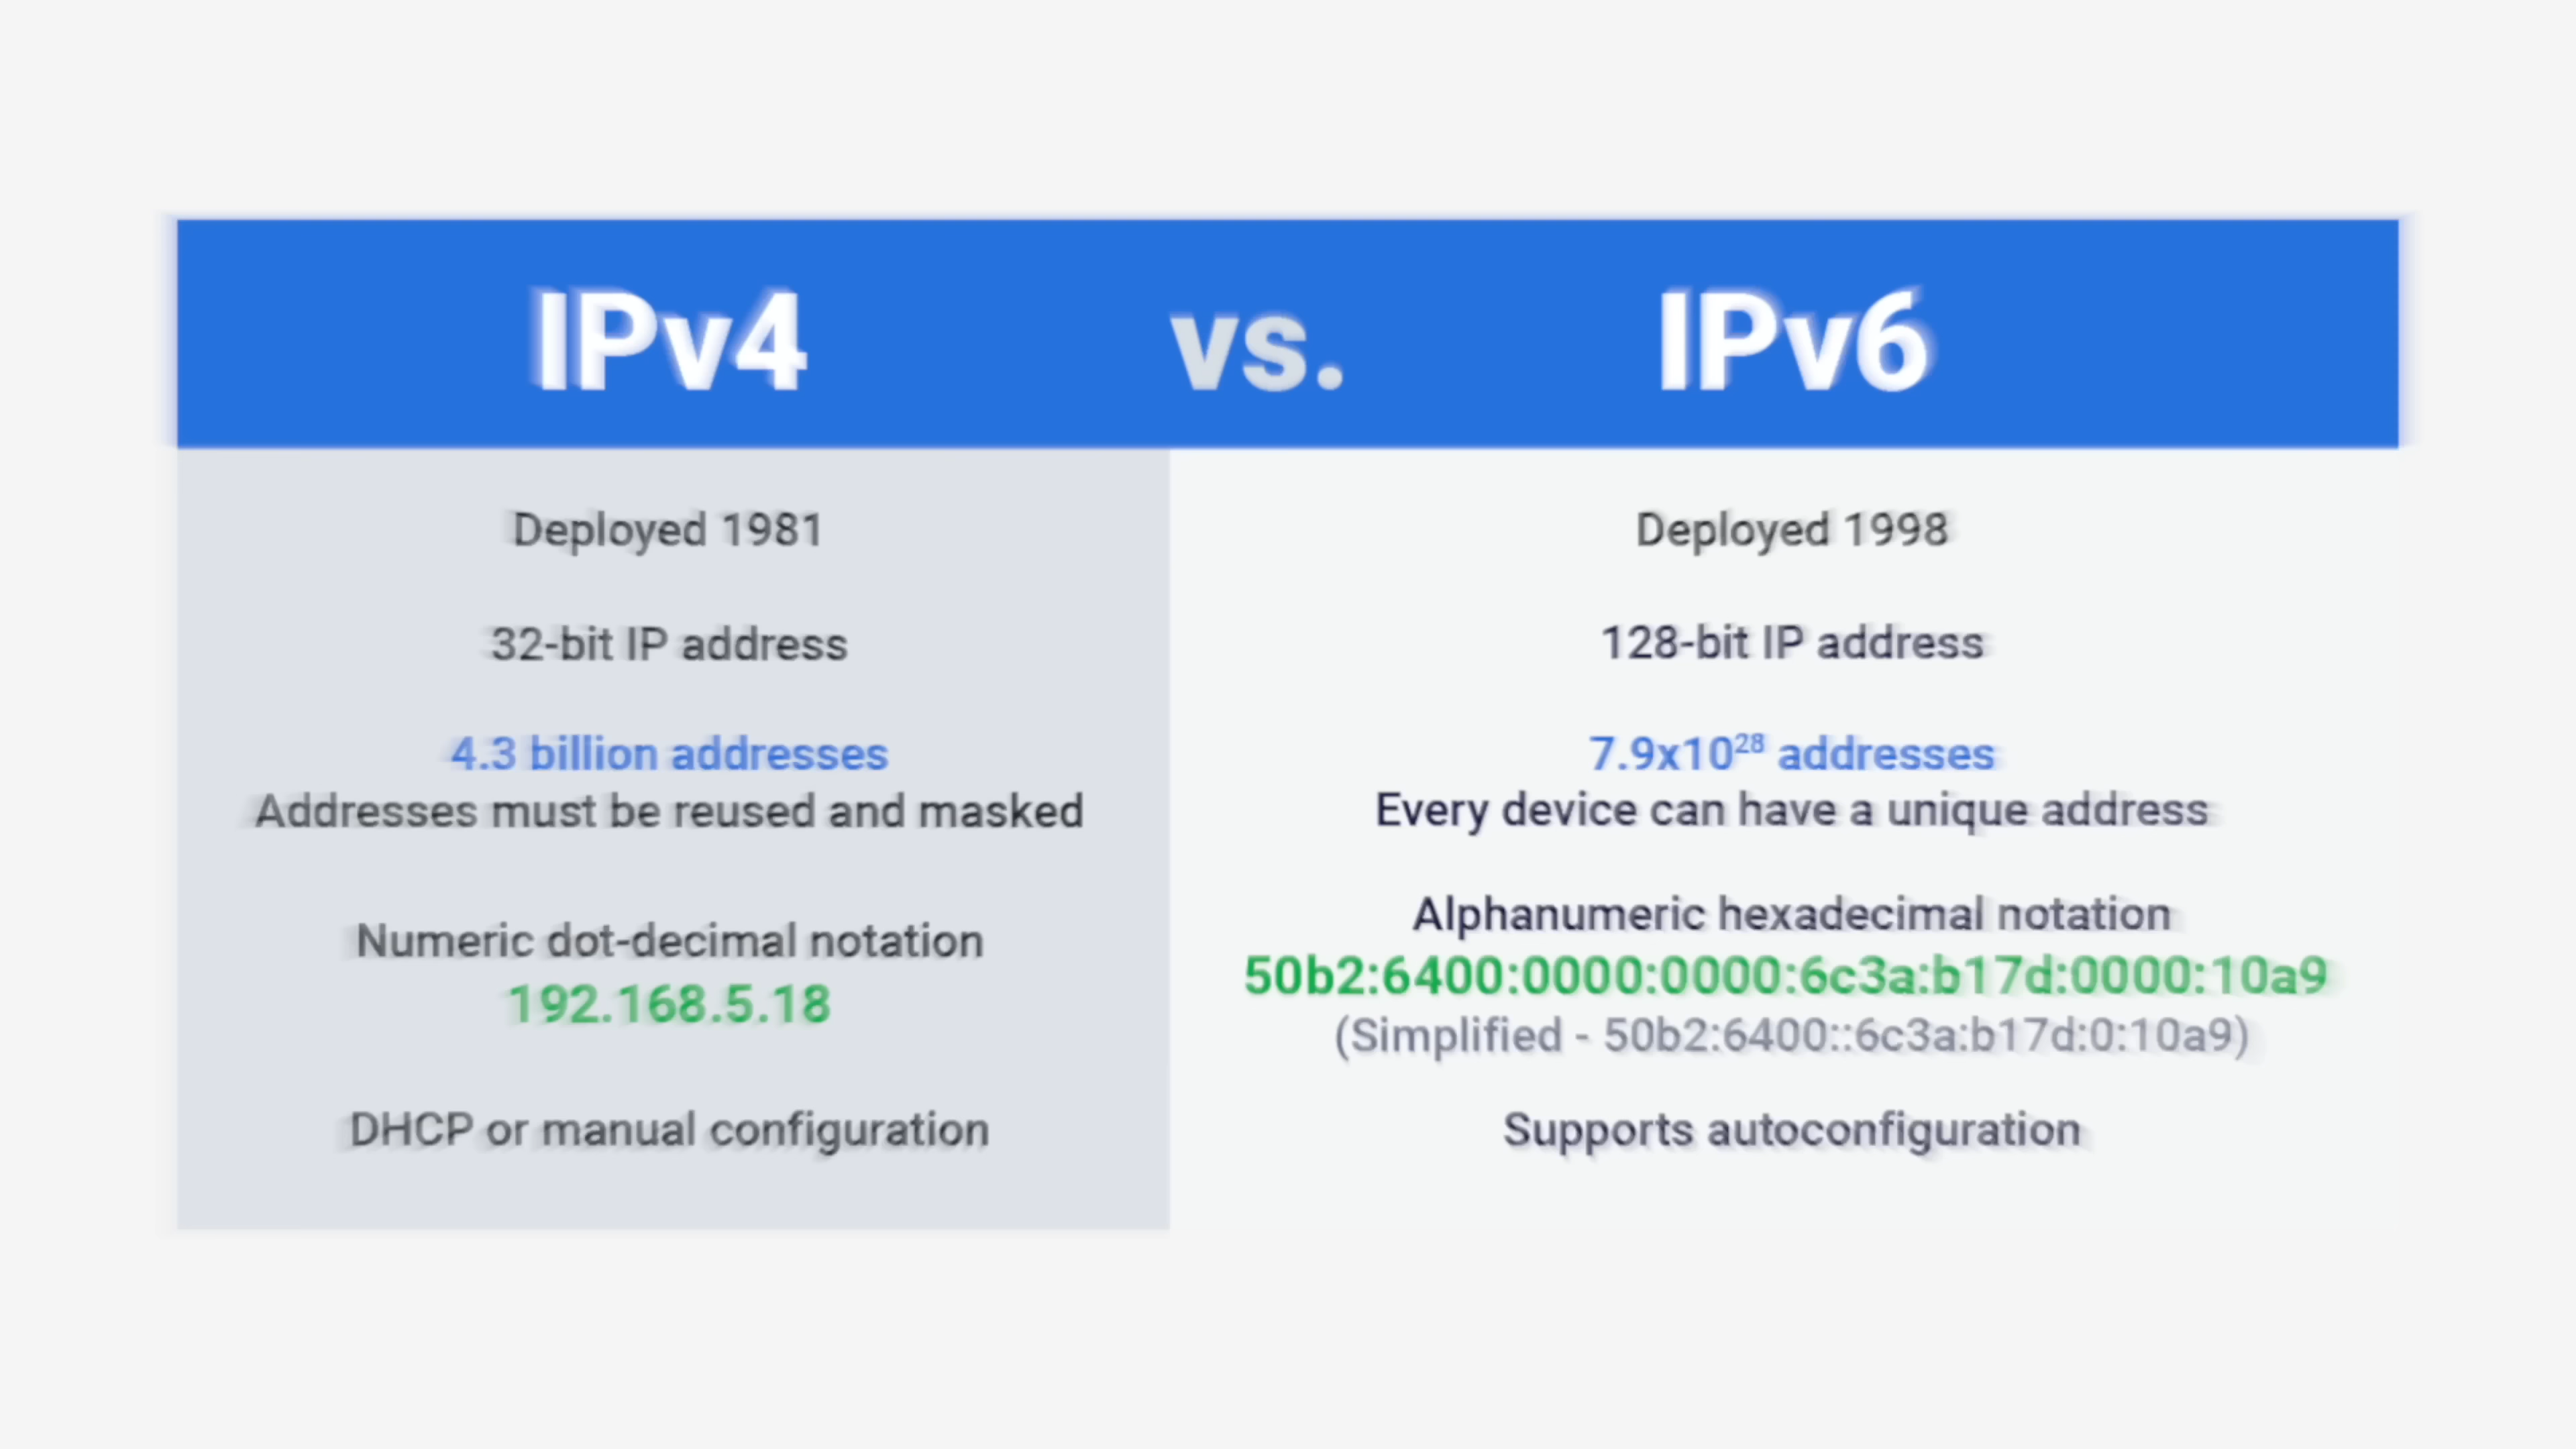 IPv4 vs. IPv6
Deployed 1981
32-bit IP address
4.3 billion addresses
Addresses must be reused and masked
Numeric dot-decimal notation
192.168.5.18
DHCP or manual configuration
Deployed 1998
128-bit IP address
7.9x10²⁸ addresses
Every device can have a unique address
Alphanumeric hexadecimal notation
50b2:6400:0000:0000:6c3a:b17d:0000:10a9
(Simplified - 50b2:6400::6c3a:b17d:0:10a9)
Supports autoconfiguration